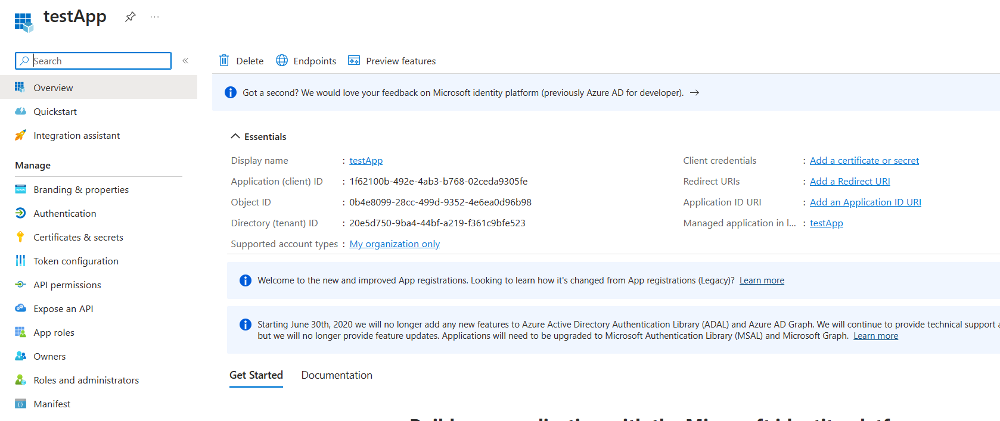 testApp
Search
Delete
Endpoints
Preview features
Overview
Got a second? We would love your feedback on Microsoft identity platform (previously Azure AD for developer).
Quickstart
Integration assistant
Manage
Branding & properties
Authentication
Certificates & secrets
Token configuration
API permissions
Expose an API
App roles
Owners
Roles and administrators
Manifest
Essentials
Display name : testApp
Application (client) ID : 1f62100b-492e-4ab3-b768-02ceda9305fe
Object ID : 0b4e8099-28cc-499d-9352-4e6ea0d96b98
Directory (tenant) ID : 20e5d750-9ba4-44bf-a219-f361c9bfe523
Supported account types : My organization only
Client credentials : Add a certificate or secret
Redirect URIs : Add a Redirect URI
Application ID URI : Add an Application ID URI
Managed application in l... : testApp
Welcome to the new and improved App registrations. Looking to learn how it's changed from App registrations (Legacy)? Learn more
Starting June 30th, 2020 we will no longer add any new features to Azure Active Directory Authentication Library (ADAL) and Azure AD Graph. We will continue to provide technical support
but we will no longer provide feature updates. Applications will need to be upgraded to Microsoft Authentication Library (MSAL) and Microsoft Graph. Learn more
Get Started
Documentation